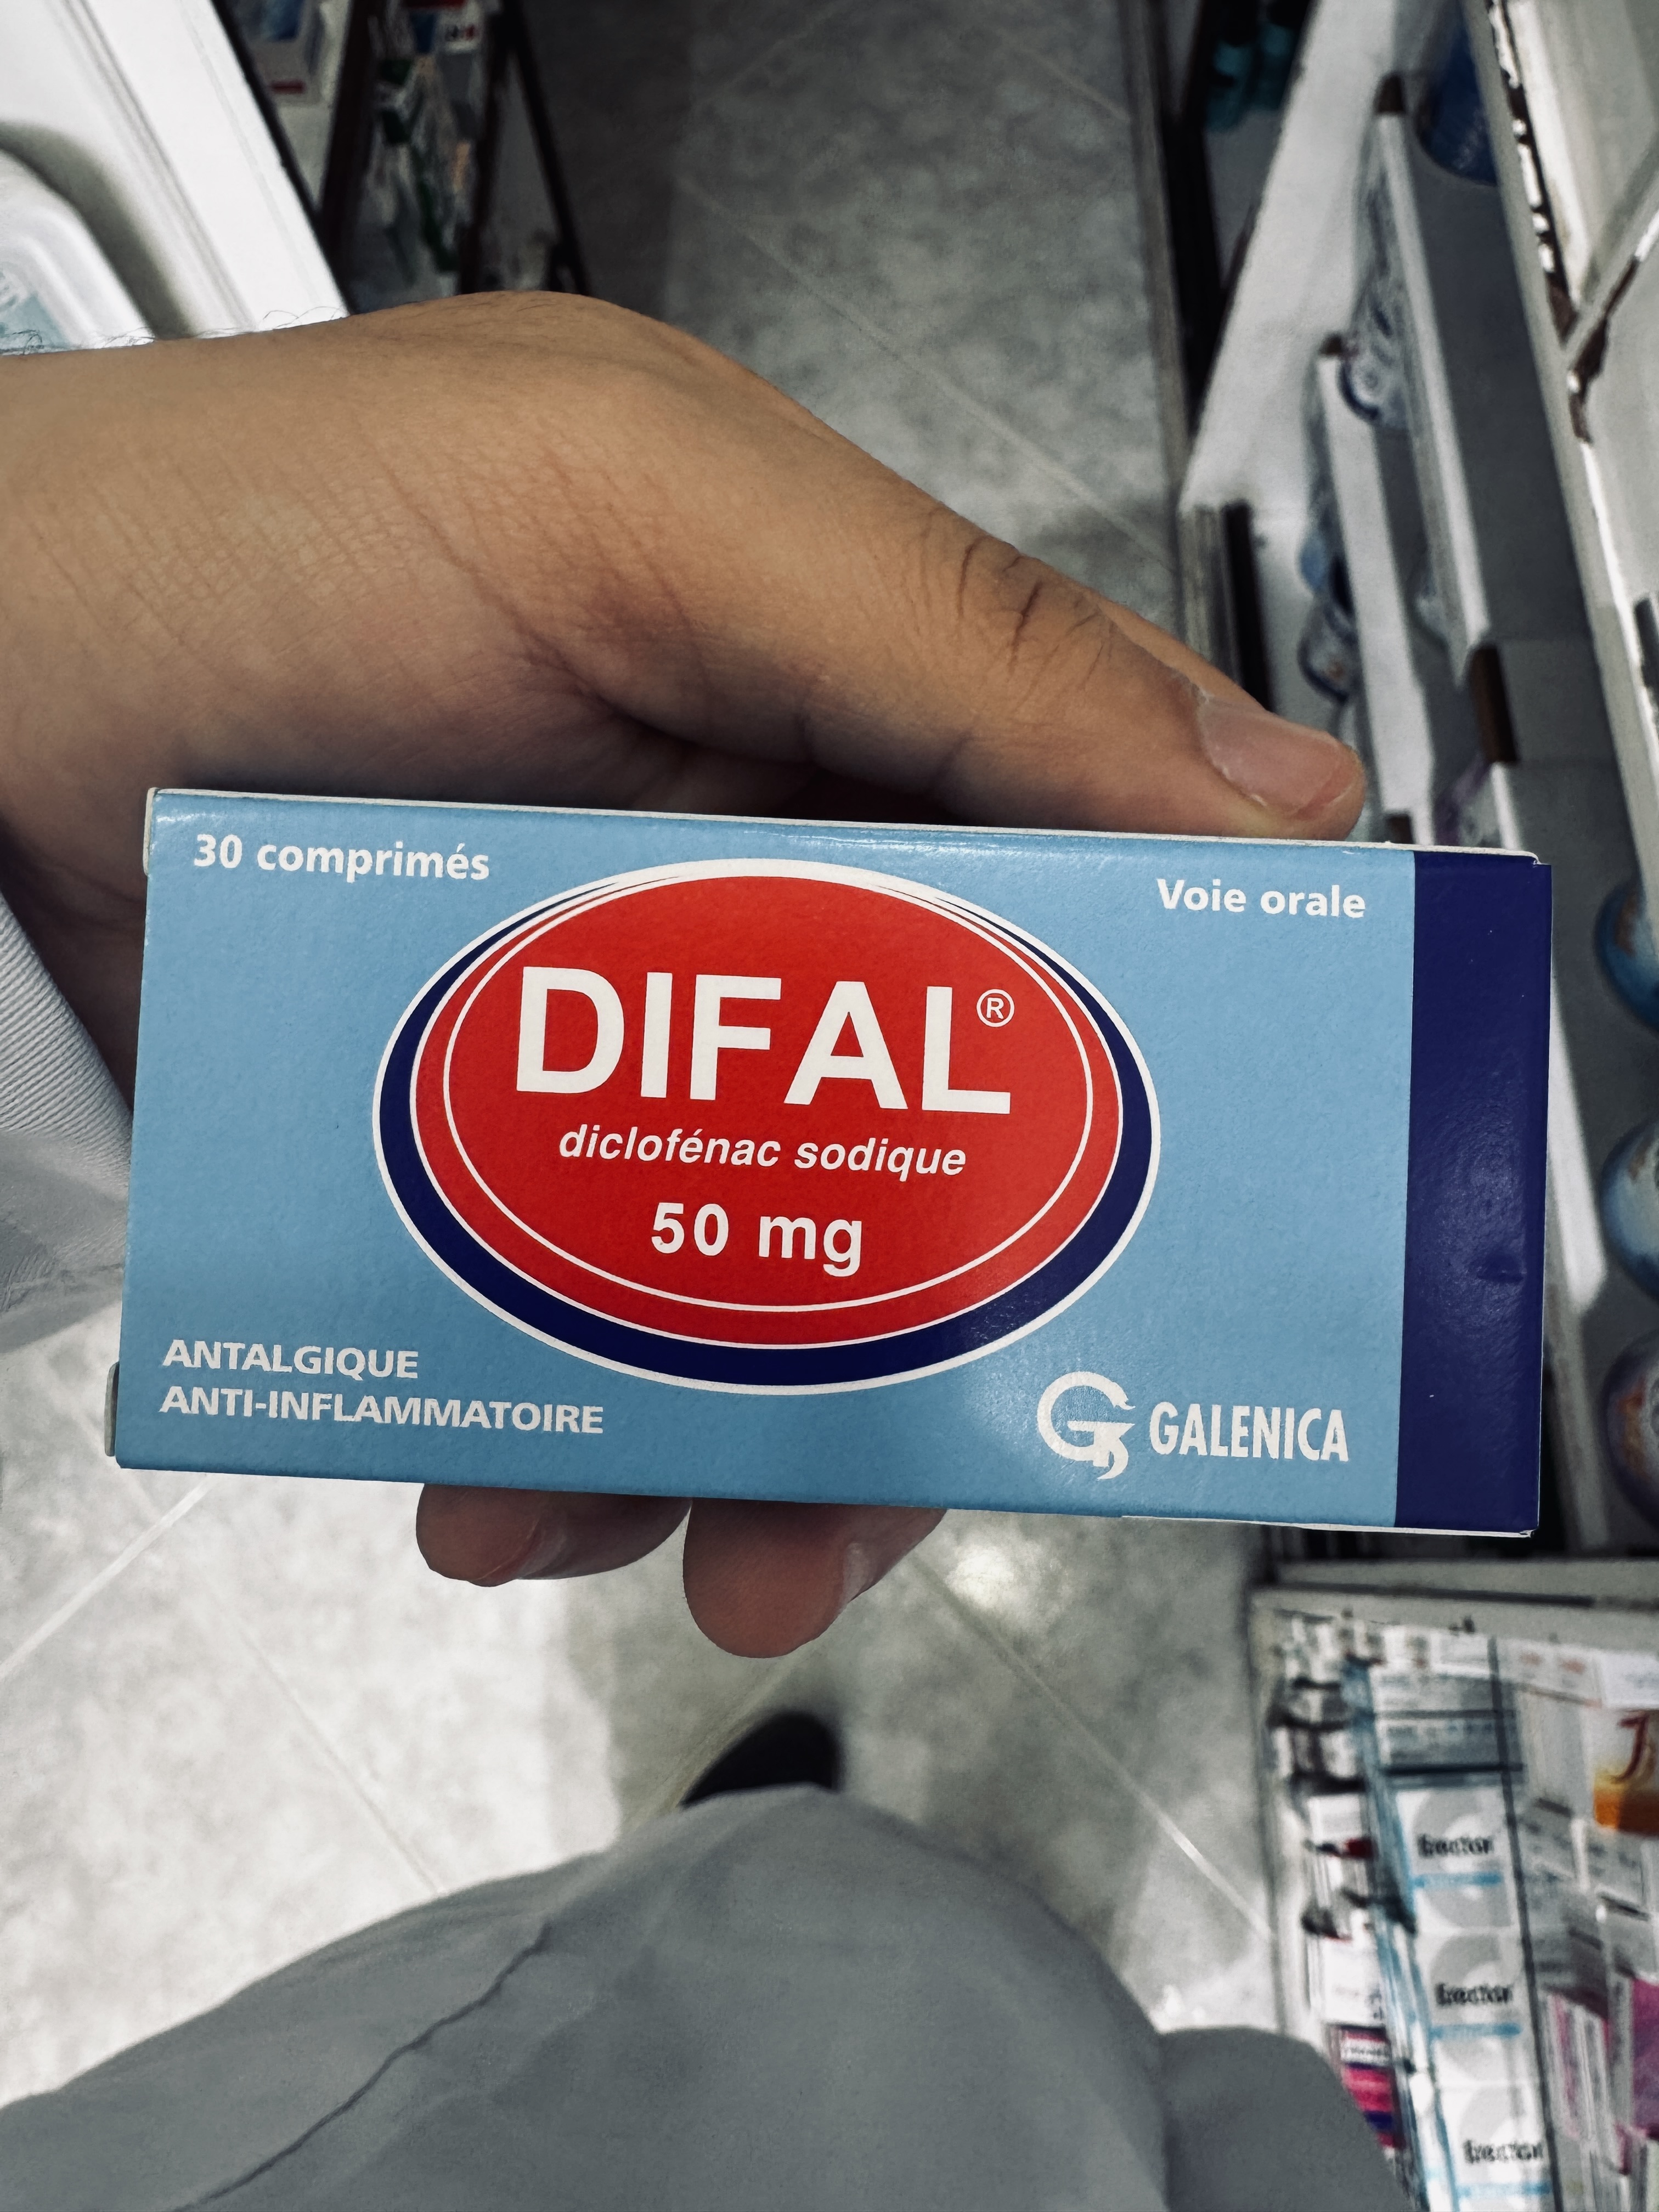 30 comprimés
Voie orale
DIFAL®
diclofénac sodique
50 mg
ANTALGIQUE
ANTI-INFLAMMATOIRE
GALENICA